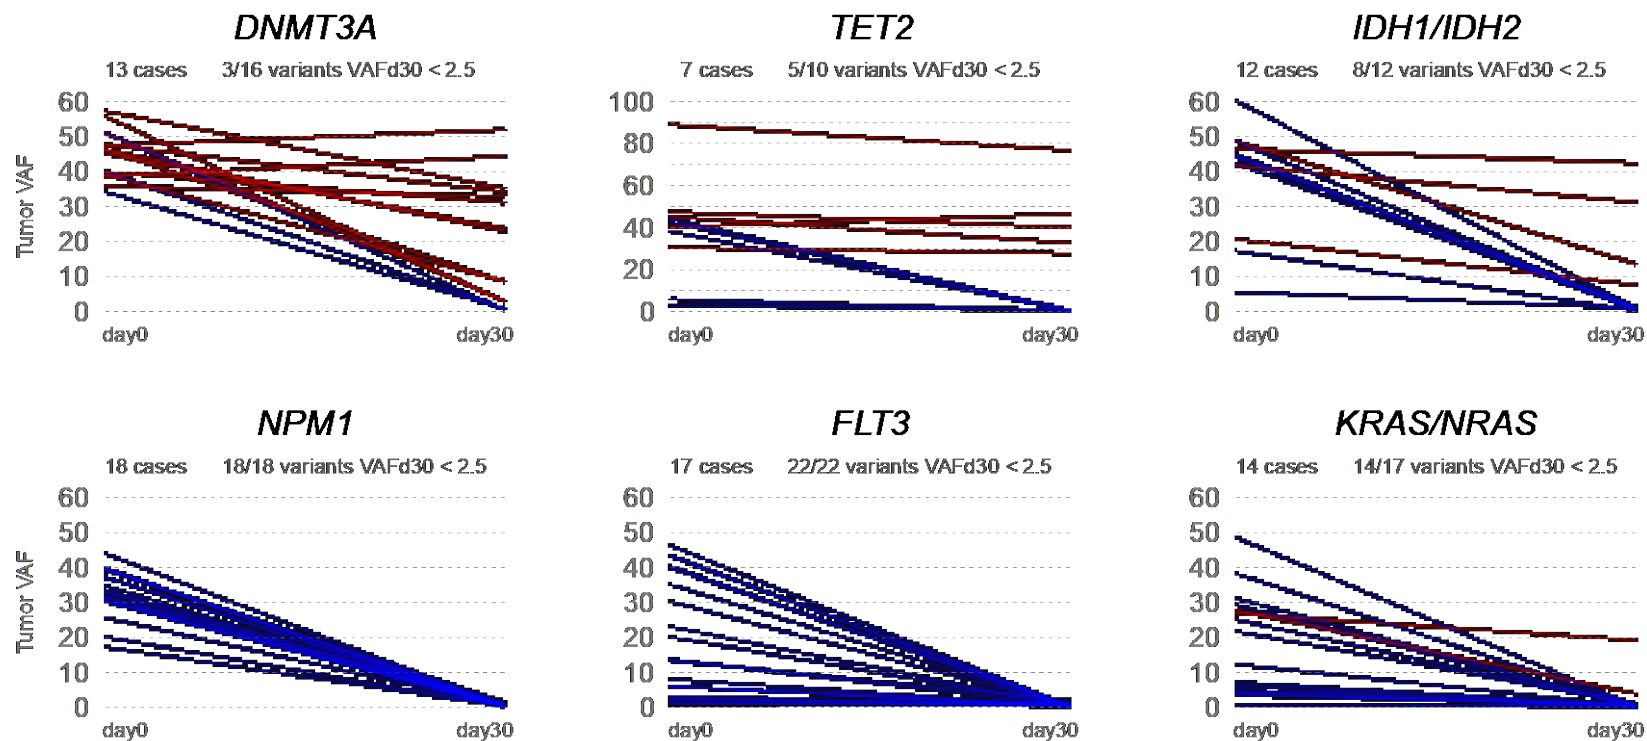 DNMT3A
TET2
IDH1/IDH2
13 cases 3/16 variants VAFd30 < 2.5
7 cases 5/10 variants VAFd30 < 2.5
12 cases 8/12 variants VAFd30 < 2.5
Tumor VAF
60
50
40
30
20
10
0
day0 day30
100
80
60
40
20
0
day0 day30
60
50
40
30
20
10
0
day0 day30
NPM1
FLT3
KRAS/NRAS
18 cases 18/18 variants VAFd30 < 2.5
17 cases 22/22 variants VAFd30 < 2.5
14 cases 14/17 variants VAFd30 < 2.5
Tumor VAF
60
50
40
30
20
10
0
day0 day30
60
50
40
30
20
10
0
day0 day30
60
50
40
30
20
10
0
day0 day30